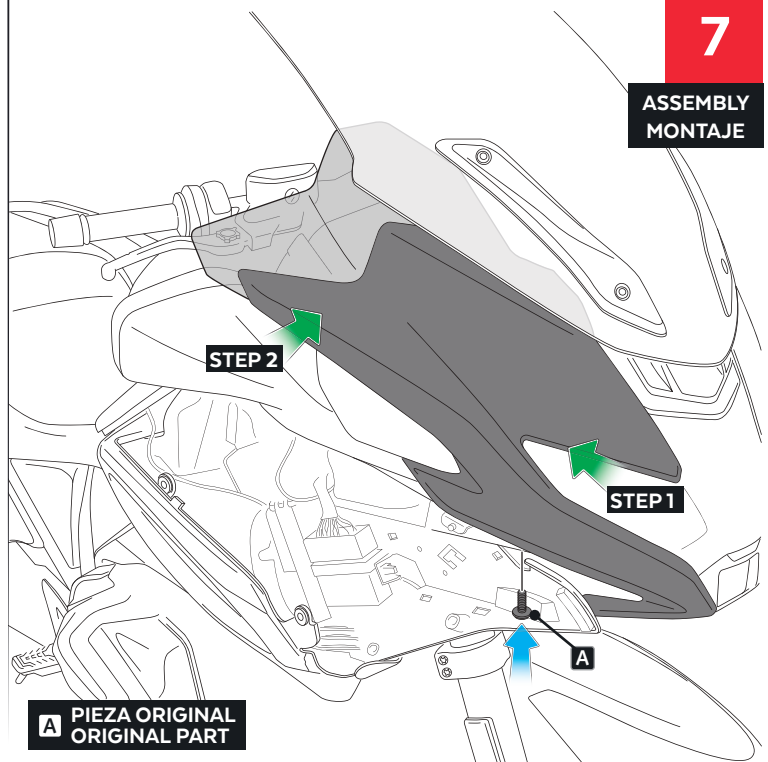 7
ASSEMBLY
MONTAJE
STEP 2
STEP 1
A
A PIEZA ORIGINAL
ORIGINAL PART